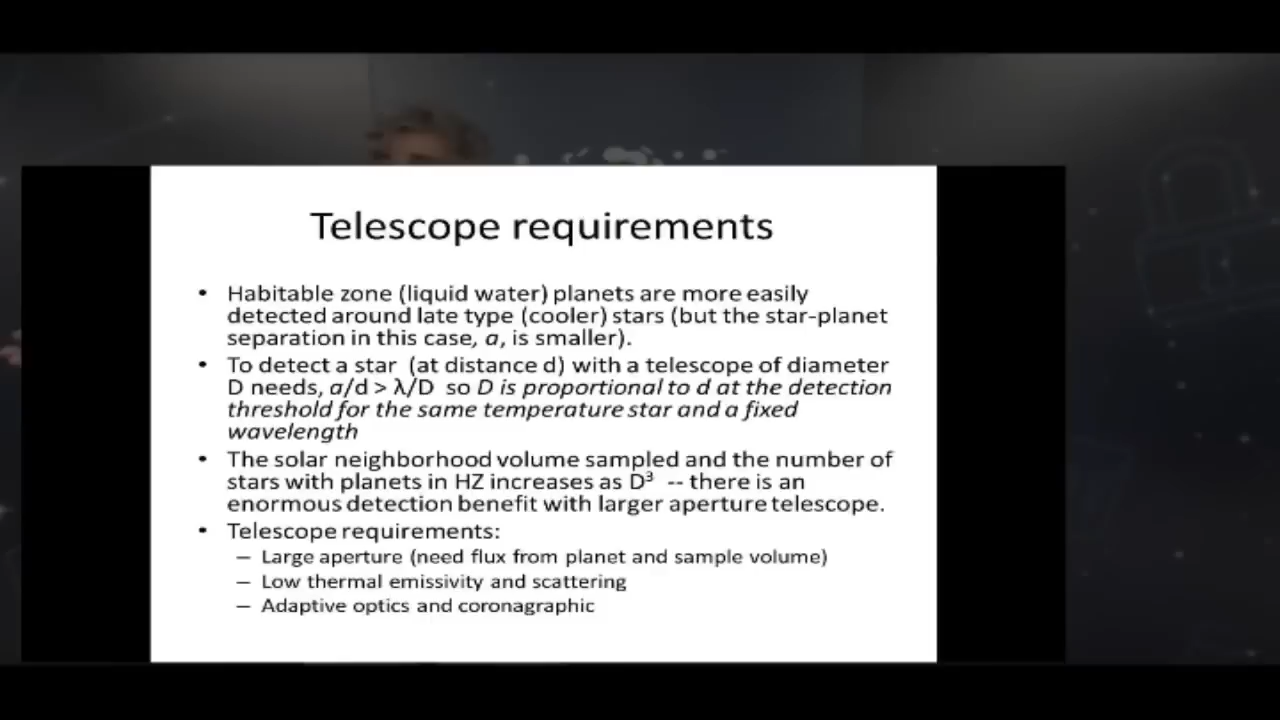 Telescope requirements
• Habitable zone (liquid water) planets are more easily
detected around late type (cooler) stars (but the star-planet
separation in this case, a, is smaller).
• To detect a star (at distance d) with a telescope of diameter
D needs, a/d > λ/D so D is proportional to d at the detection
threshold for the same temperature star and a fixed
wavelength
• The solar neighborhood volume sampled and the number of
stars with planets in HZ increases as D³ -- there is an
enormous detection benefit with larger aperture telescope.
• Telescope requirements:
– Large aperture (need flux from planet and sample volume)
– Low thermal emissivity and scattering
– Adaptive optics and coronagraphic